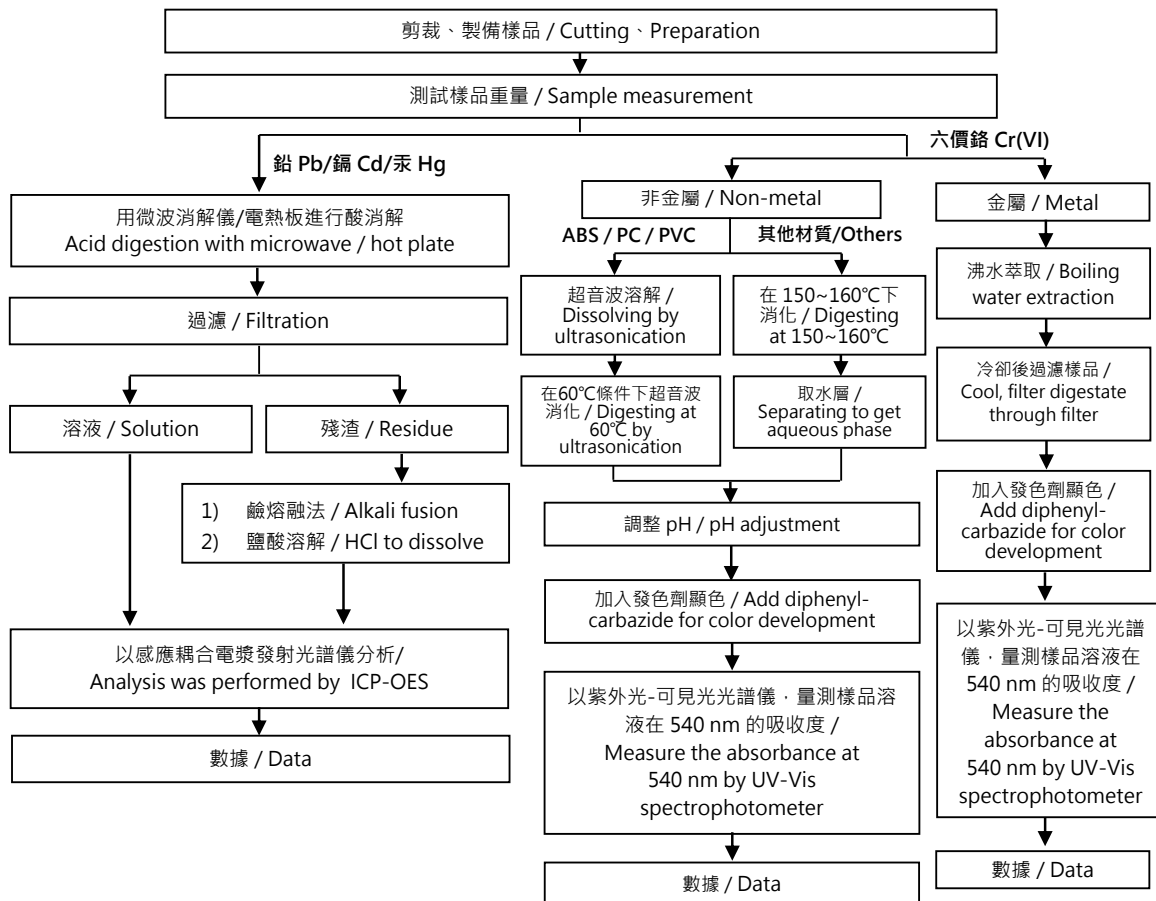 剪裁、製備樣品 / Cutting、Preparation
測試樣品重量 / Sample measurement
鉛 Pb/鎘 Cd/汞 Hg
用微波消解儀/電熱板進行酸消解
Acid digestion with microwave / hot plate
過濾 / Filtration
溶液 / Solution
殘渣 / Residue
1) 鹼熔融法 / Alkali fusion
2) 鹽酸溶解 / HCl to dissolve
以感應耦合電漿發射光譜儀分析/
Analysis was performed by ICP-OES
數據 / Data
六價鉻 Cr(VI)
非金屬 / Non-metal
ABS / PC / PVC
其他材質/Others
超音波溶解 /
Dissolving by
ultrasonication
在60℃條件下超音波
消化 / Digesting at
60℃ by
ultrasonication
在 150~160℃下
消化 / Digesting
at 150~160℃
取水層 /
Separating to get
aqueous phase
調整 pH / pH adjustment
加入發色劑顯色 / Add diphenyl-
carbazide for color development
以紫外光-可見光光譜儀，量測樣品溶
液在 540 nm 的吸收度 /
Measure the absorbance at
540 nm by UV-Vis
spectrophotometer
數據 / Data
金屬 / Metal
沸水萃取 / Boiling
water extraction
冷卻後過濾樣品 /
Cool, filter digestate
through filter
加入發色劑顯色 /
Add diphenyl-
carbazide for color
development
以紫外光-可見光光譜
儀，量測樣品溶液在
540 nm 的吸收度 /
Measure the
absorbance at
540 nm by UV-Vis
spectrophotometer
數據 / Data